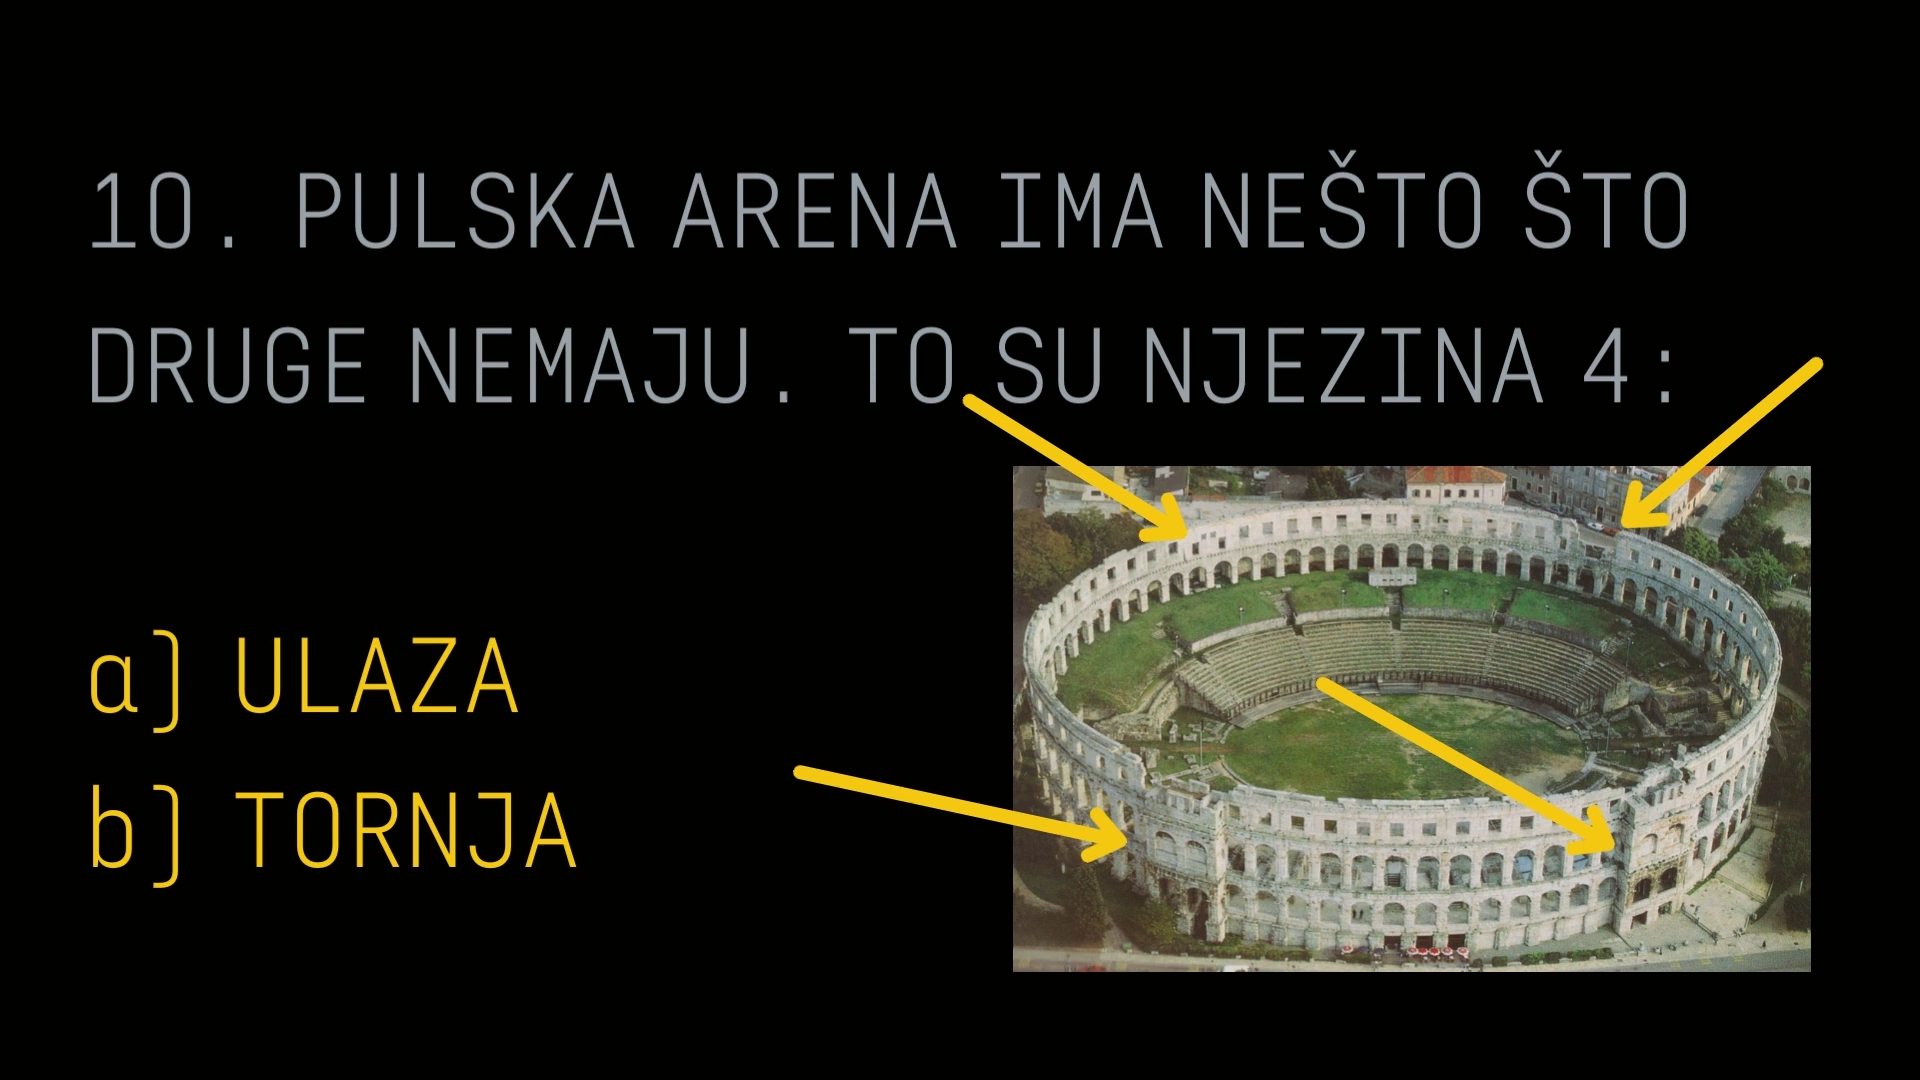 10. PULSKA ARENA IMA NEŠTO ŠTO
DRUGE NEMAJU. TO SU NJEZINA 4:
a) ULAZA
b) TORNJA